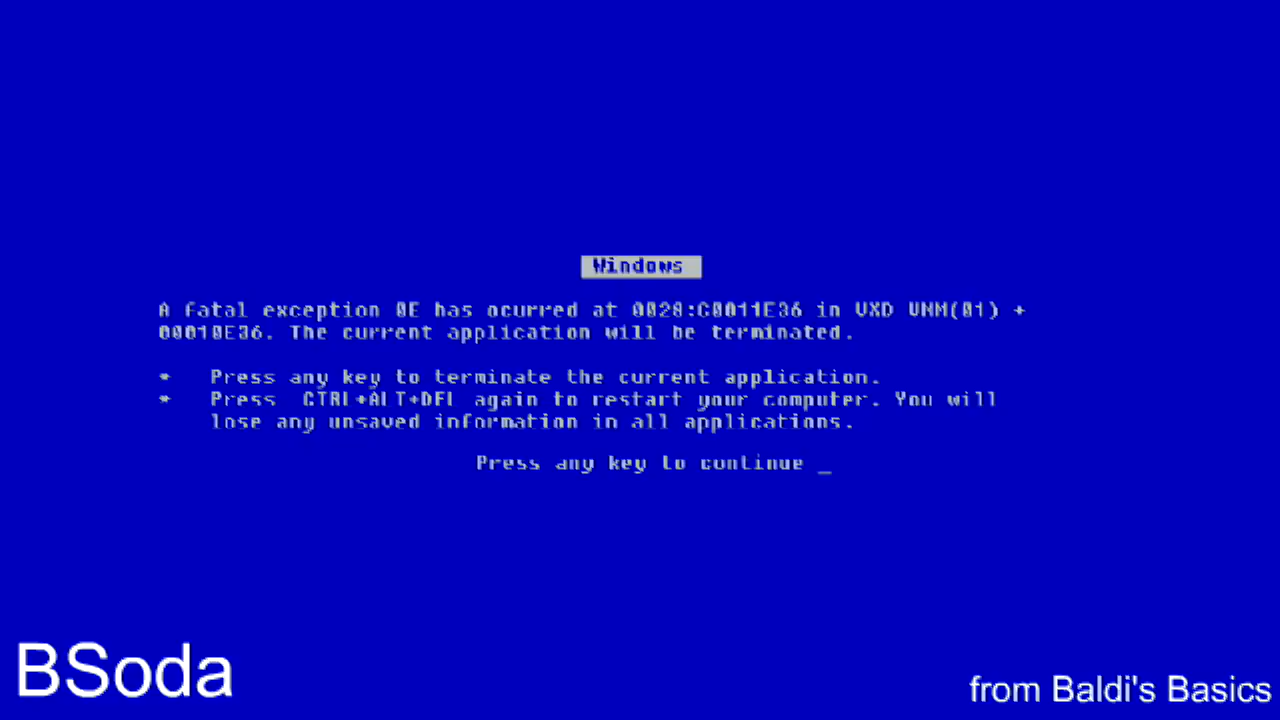 Windows
A fatal exception 0E has ocurred at 0028:C0011E36 in VXD VNM(01) +
00010E36. The current application will be terminated.
* Press any key to terminate the current application.
* Press CTRL+ALT+DEL again to restart your computer. You will
lose any unsaved information in all applications.
Press any key to continue _
BSoda
from Baldi's Basics